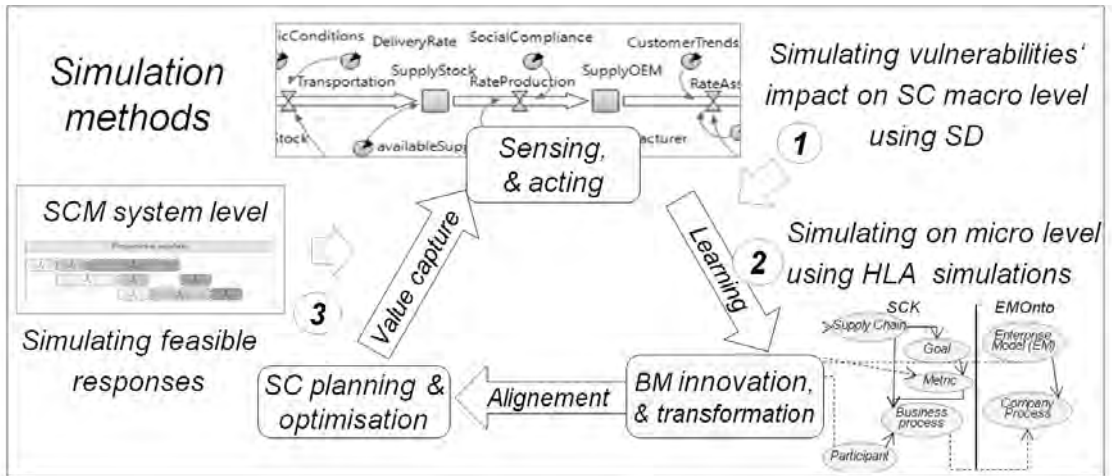 Simulation
methods
icConditions
DeliveryRate
SocialCompliance
CustomerTrends
Transportation
SupplyStock
RateProduction
SupplyOEM
RateAss
Stock
availableSupp
acturer
Simulating vulnerabilities'
impact on SC macro level
using SD
1
Sensing,
& acting
SCM system level
Simulating feasible
responses
3
Value capture
Learning
2
Simulating on micro level
using HLA simulations
SCK
EMOnto
Supply Chain
Goal
Metric
Business
process
Participant
Enterprise
Model (EM)
Company
Process
SC planning &
optimisation
Alignement
BM innovation,
& transformation